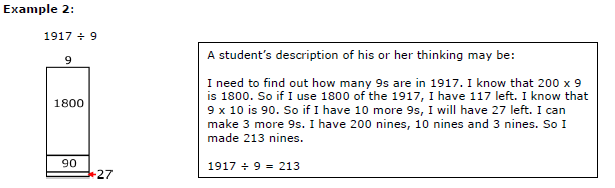 Example 2:
1917 ÷ 9
9
1800
90
27
A student's description of his or her thinking may be:
I need to find out how many 9s are in 1917. I know that 200 x 9
is 1800. So if I use 1800 of the 1917, I have 117 left. I know that
9 x 10 is 90. So if I have 10 more 9s, I will have 27 left. I can
make 3 more 9s. I have 200 nines, 10 nines and 3 nines. So I
made 213 nines.
1917 ÷ 9 = 213